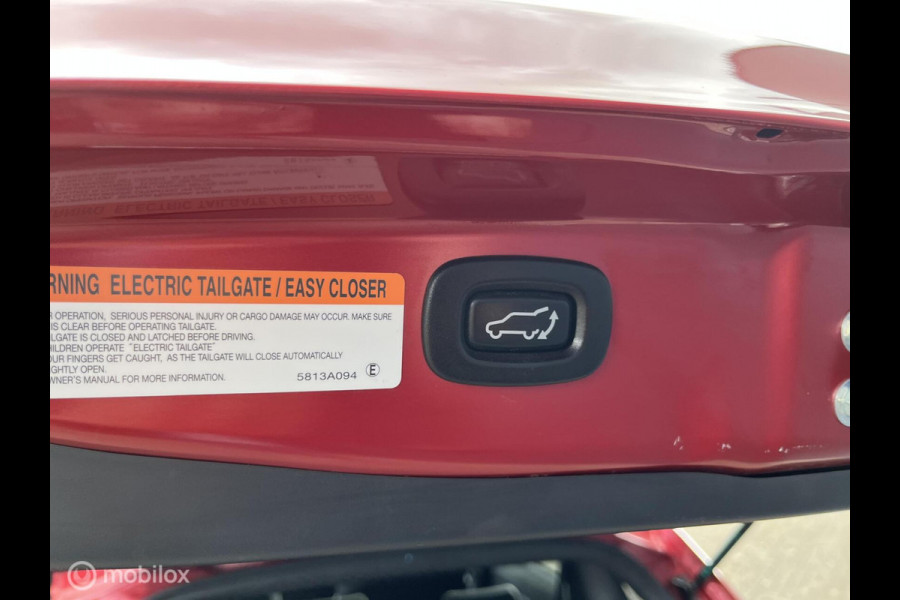 RNING ELECTRIC TAILGATE / EASY CLOSER
R OPERATION, SERIOUS PERSONAL INJURY OR CARGO DAMAGE MAY OCCUR. MAKE SURE
IS CLEAR BEFORE OPERATING TAILGATE.
LGATE IS CLOSED AND LATCHED BEFORE DRIVING.
HILDREN OPERATE "ELECTRIC TAILGATE"
OUR FINGERS GET CAUGHT, AS THE TAILGATE WILL CLOSE AUTOMATICALLY
GHTLY OPEN.
WNER'S MANUAL FOR MORE INFORMATION. 5813A094 E
mobilox